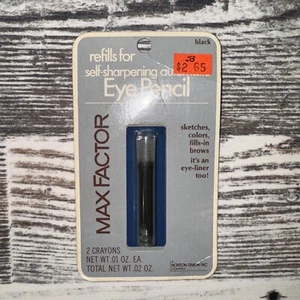 black
refills for
self-sharpening
Eye Pencil
$2.65
MAX FACTOR
sketches,
colors,
fills-in
brows
it's an
eye-liner
too!
2 CRAYONS
NET WT. .01 OZ. EA.
TOTAL NET WT. .02 OZ.